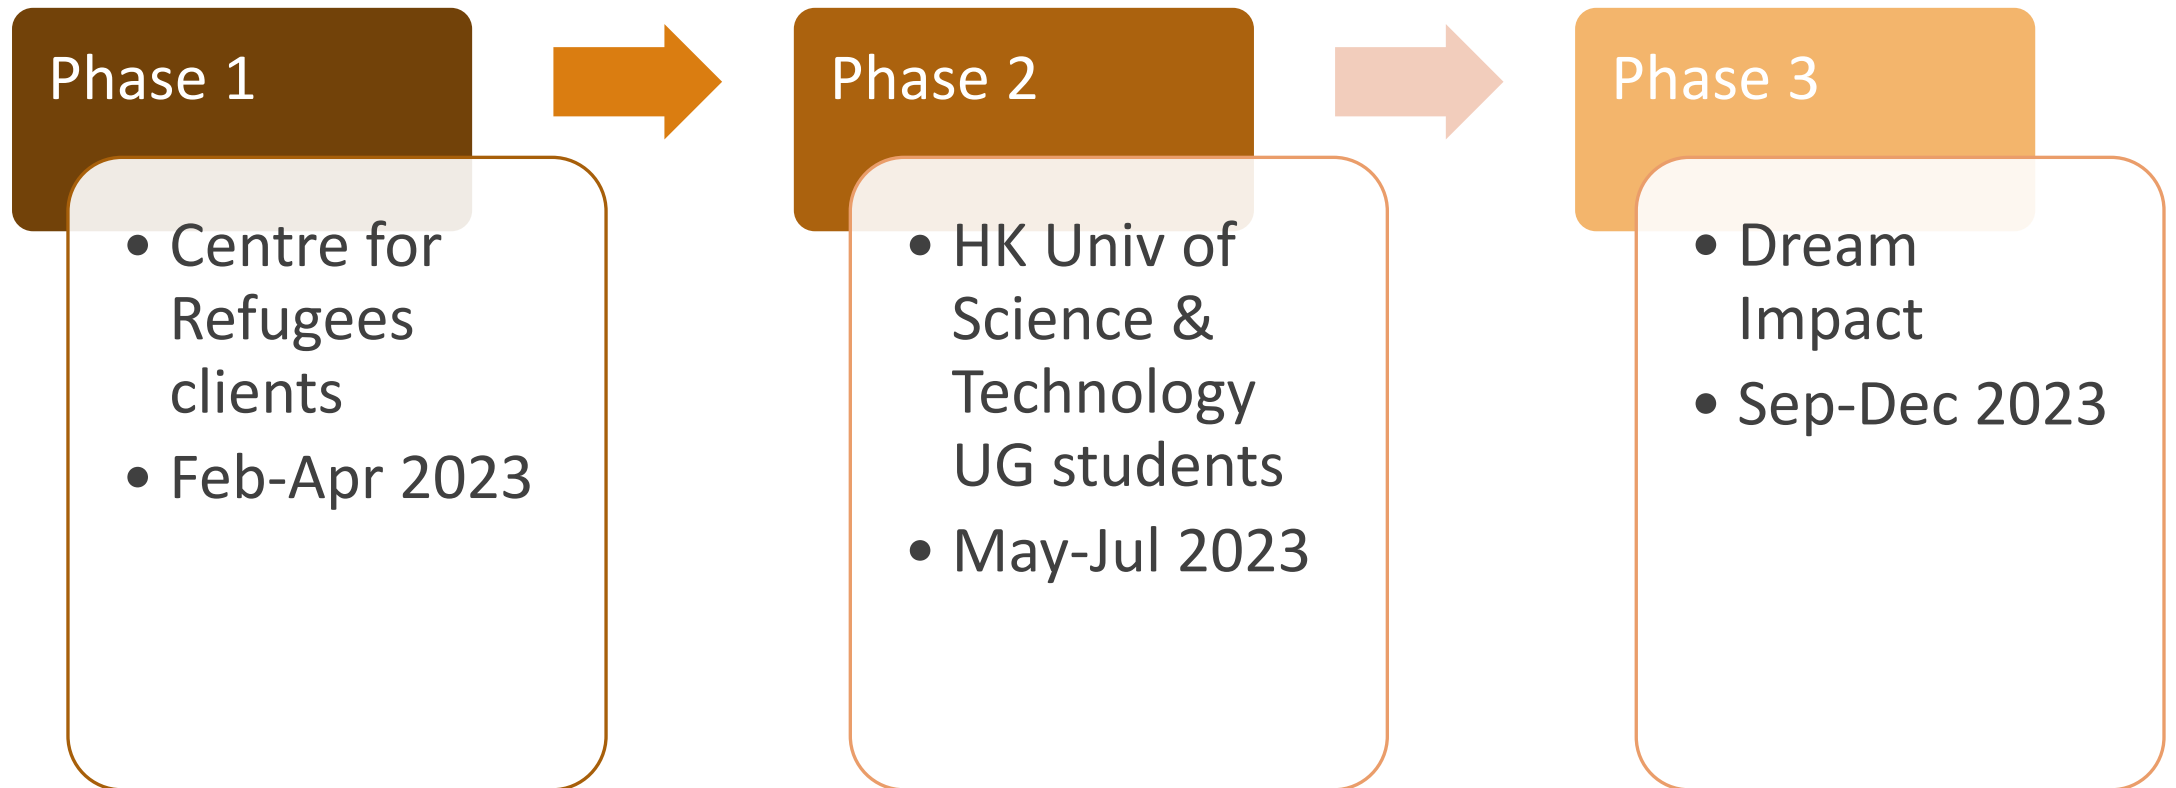 Phase 1
• Centre for
Refugees
clients
• Feb-Apr 2023
Phase 2
• HK Univ of
Science &
Technology
UG students
• May-Jul 2023
Phase 3
• Dream
Impact
• Sep-Dec 2023